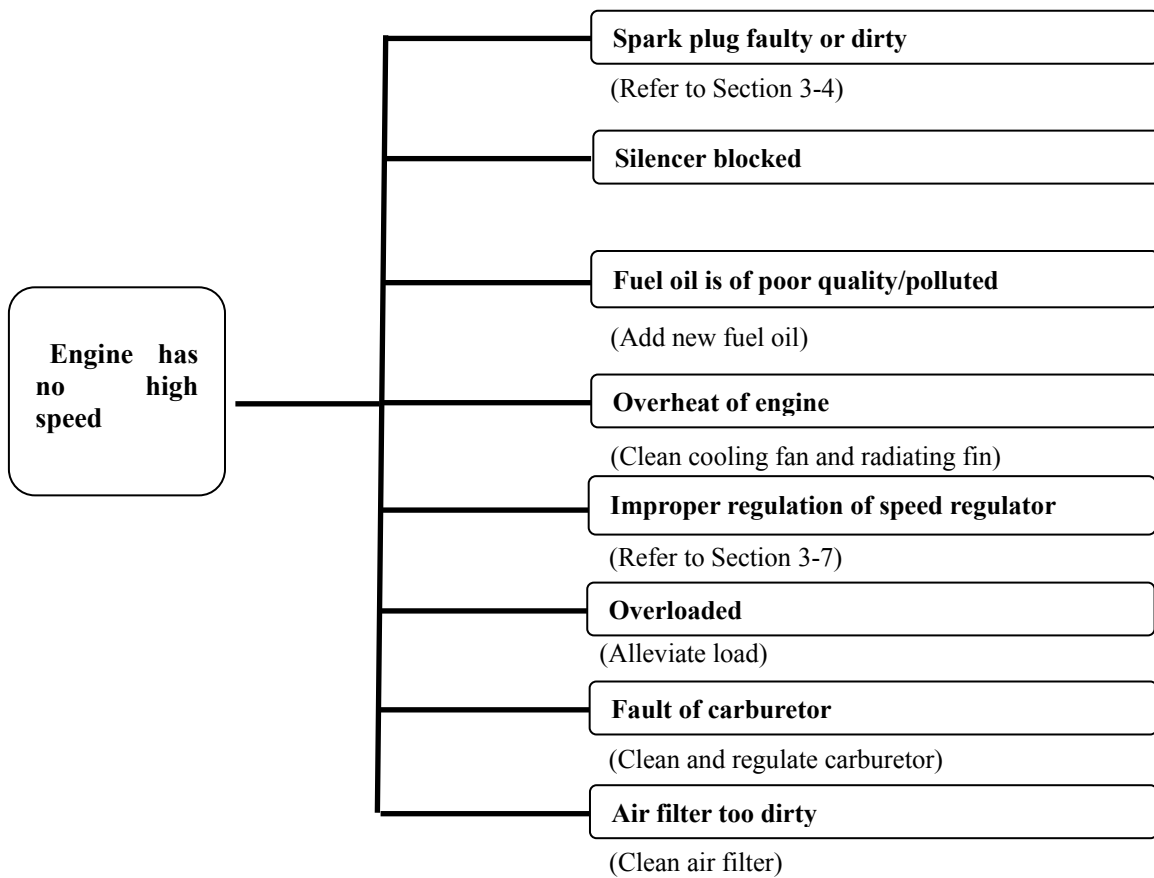 Spark plug faulty or dirty
(Refer to Section 3-4)
Silencer blocked
Fuel oil is of poor quality/polluted
(Add new fuel oil)
Engine has
no high
speed
Overheat of engine
(Clean cooling fan and radiating fin)
Improper regulation of speed regulator
(Refer to Section 3-7)
Overloaded
(Alleviate load)
Fault of carburetor
(Clean and regulate carburetor)
Air filter too dirty
(Clean air filter)